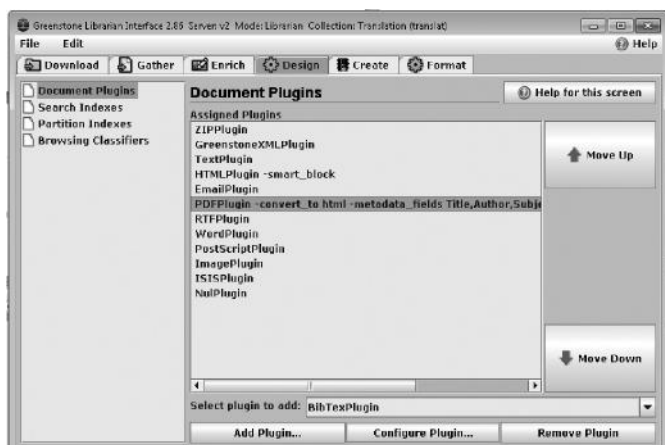 Greenstone Librarian Interface 2.86 Server: v2 Mode: Librarian Collection: Translation (translat)
File Edit Help
Download Gather Enrich Design Create Format
Document Plugins
Search Indexes
Partition Indexes
Browsing Classifiers
Document Plugins Help for this screen
Assigned Plugins
ZIPPlugin
GreenstoneXMLPlugin
TextPlugin
HTMLPlugin -smart_block
EmailPlugin
PDFPlugin -convert_to html -metadata_fields Title,Author,Subje
RTFPlugin
WordPlugin
PostScriptPlugin
ImagePlugin
ISISPlugin
NulPlugin
Move Up
Move Down
Select plugin to add: BibTexPlugin
Add Plugin... Configure Plugin... Remove Plugin